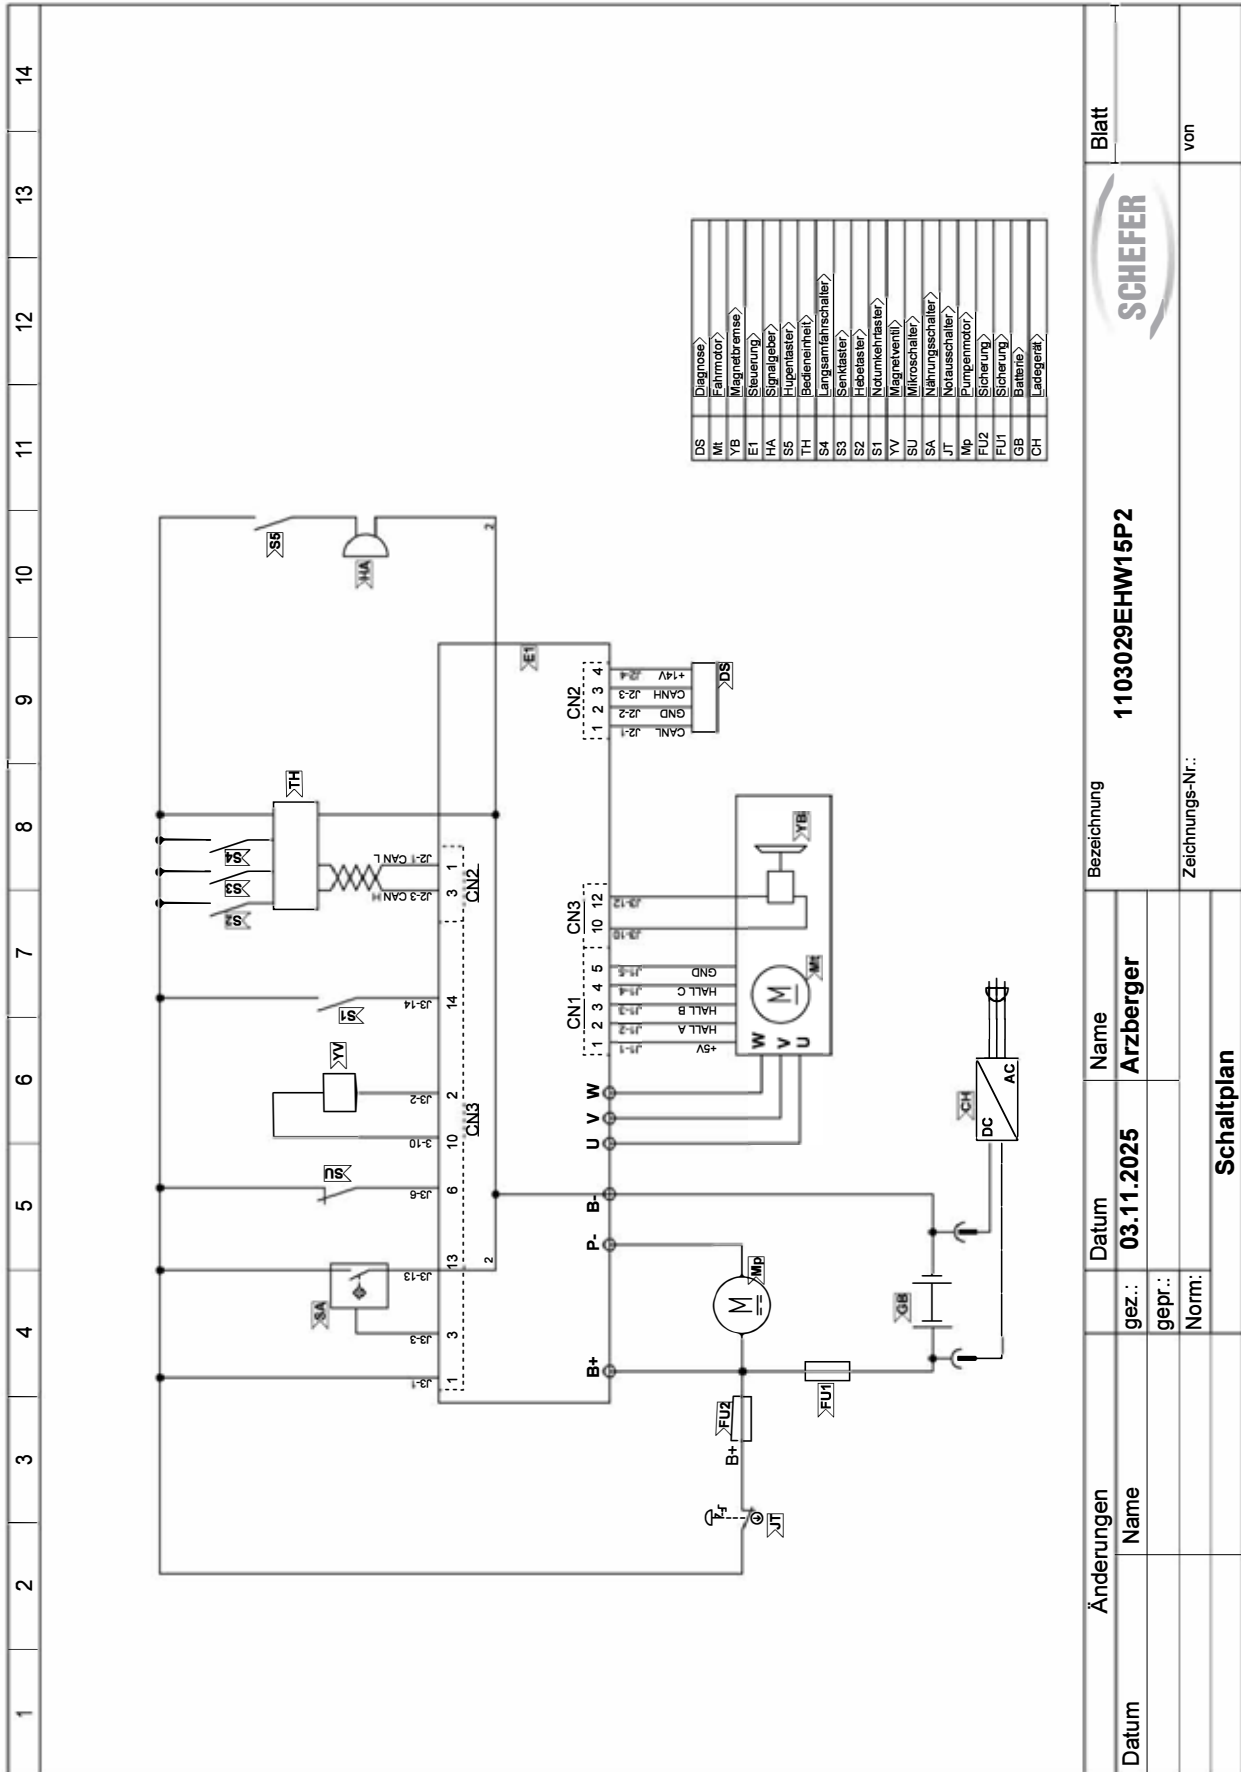 1 2 3 4 5 6 7 8 9 10 11 12 13 14
S2 S3 S4
S5
TH
SA
SU
YV
S1
HA
J3-1
J3-3
J3-13
J3-6
3-10
J3-2
J3-14
J2-3 CAN H
J2-1 CAN L
1 3 13 6 10 2 14 3 1
CN3
CN2
2
2
E1
B+ P- B- U V W
CN1
1 2 3 4 5
CN3
10 12
CN2
1 2 3 4
J1-1 +5V
J1-2 HALL A
J1-3 HALL B
J1-4 HALL C
J1-5 GND
J3-10
J3-12
J2-1 CANL
J2-2 GND
J2-3 CANH
J2-4 +14V
DS
W
V
U
M
Mt
YB
JT
B+
FU2
M
Mp
FU1
GB
CH
DC
AC
DS Diagnose
Mt Fahrmotor
YB Magnetbremse
E1 Steuerung
HA Signalgeber
S5 Hupentaster
TH Bedieneinheit
S4 Langsamfahrschalter
S3 Senktaster
S2 Hebetaster
S1 Notumkehrtaster
YV Magnetventil
SU Mikroschalter
SA Nährungsschalter
JT Notausschalter
Mp Pumpenmotor
FU2 Sicherung
FU1 Sicherung
GB Batterie
CH Ladegerät
Änderungen
Datum Name
gez.:
gepr.:
Norm:
Datum
03.11.2025
Name
Arzberger
Schaltplan
Bezeichnung
1103029EHW15P2
SCHEFER
Zeichnungs-Nr.:
Blatt
von